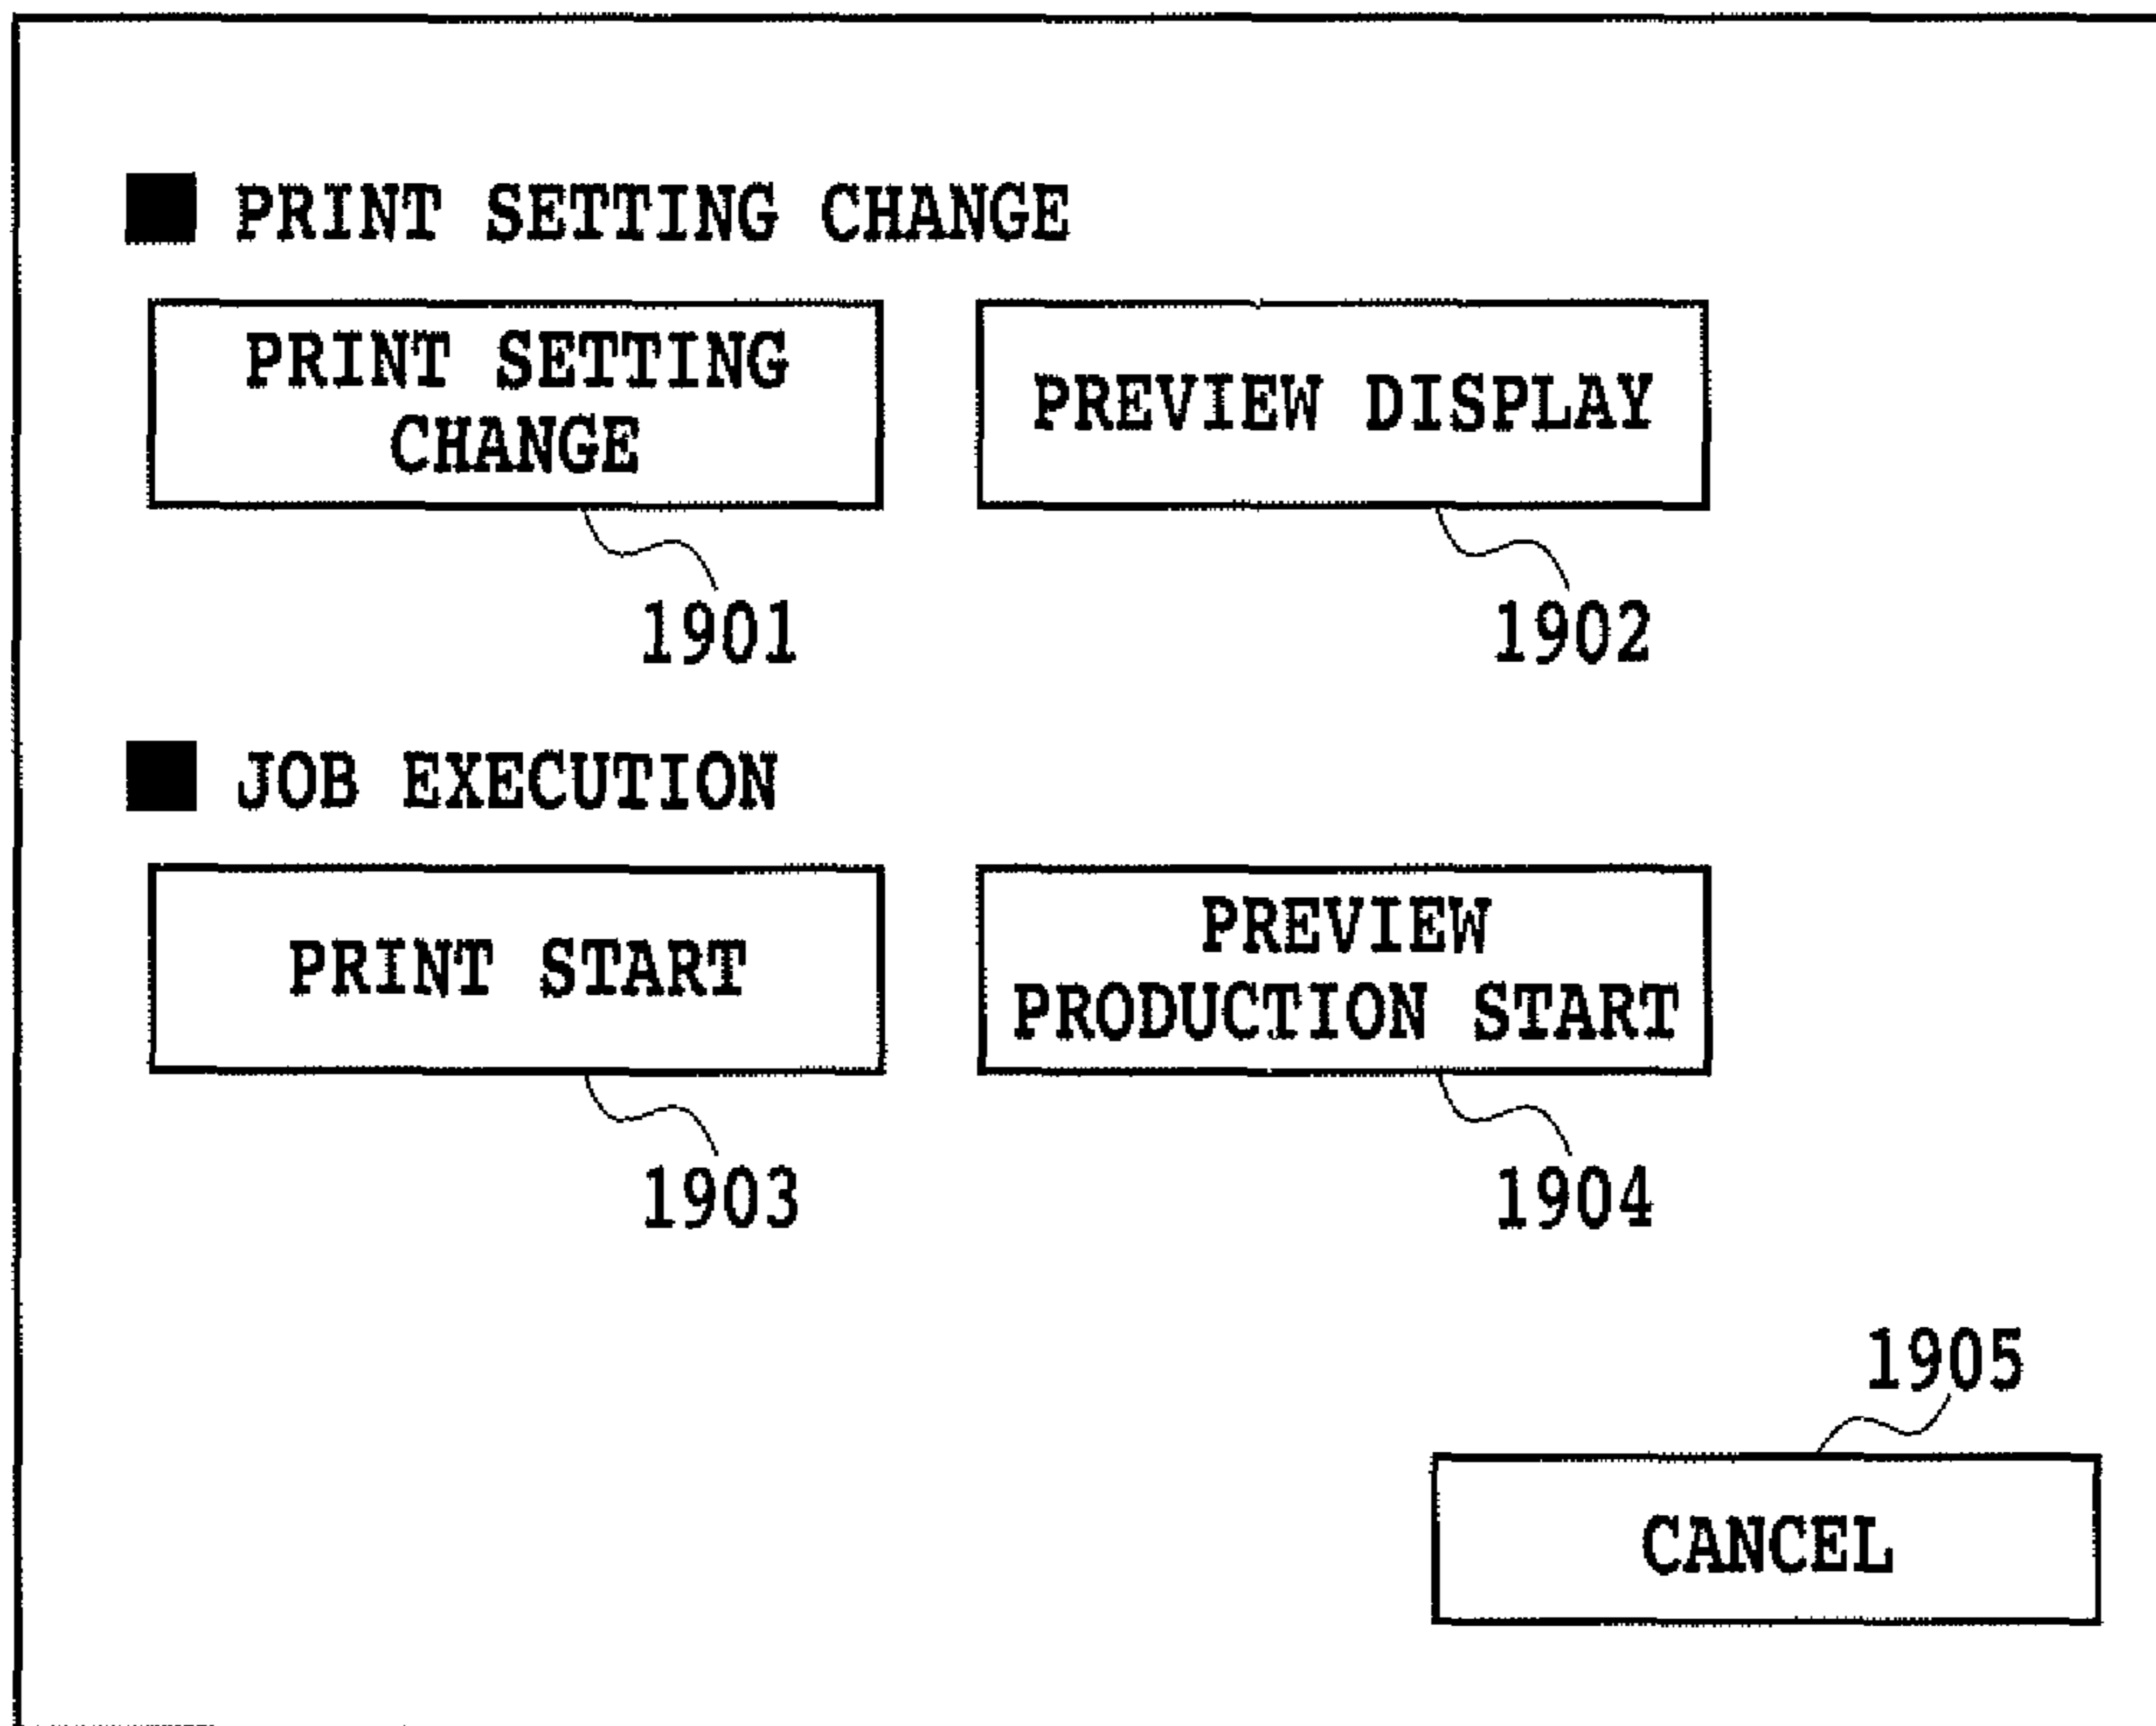 ■ PRINT SETTING CHANGE
PRINT SETTING
CHANGE
PREVIEW DISPLAY
1901
1902
■ JOB EXECUTION
PRINT START
PREVIEW
PRODUCTION START
1903
1904
1905
CANCEL